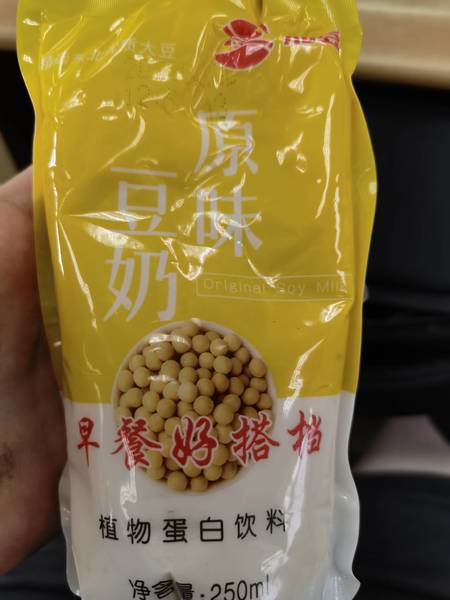 原味
豆奶
Original Soy Milk
早餐好搭档
植物蛋白饮料
净含量:250ml